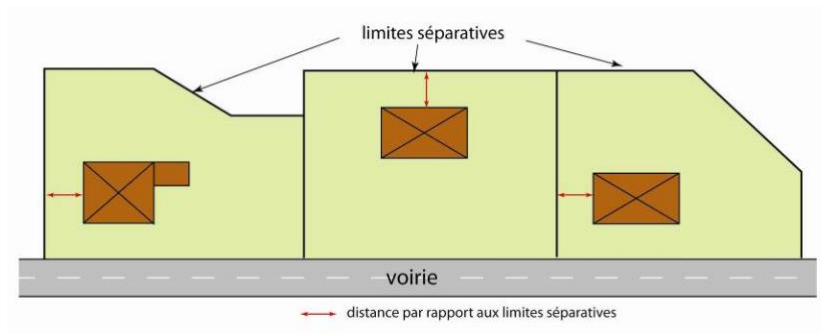 limites séparatives
voirie
distance par rapport aux limites séparatives